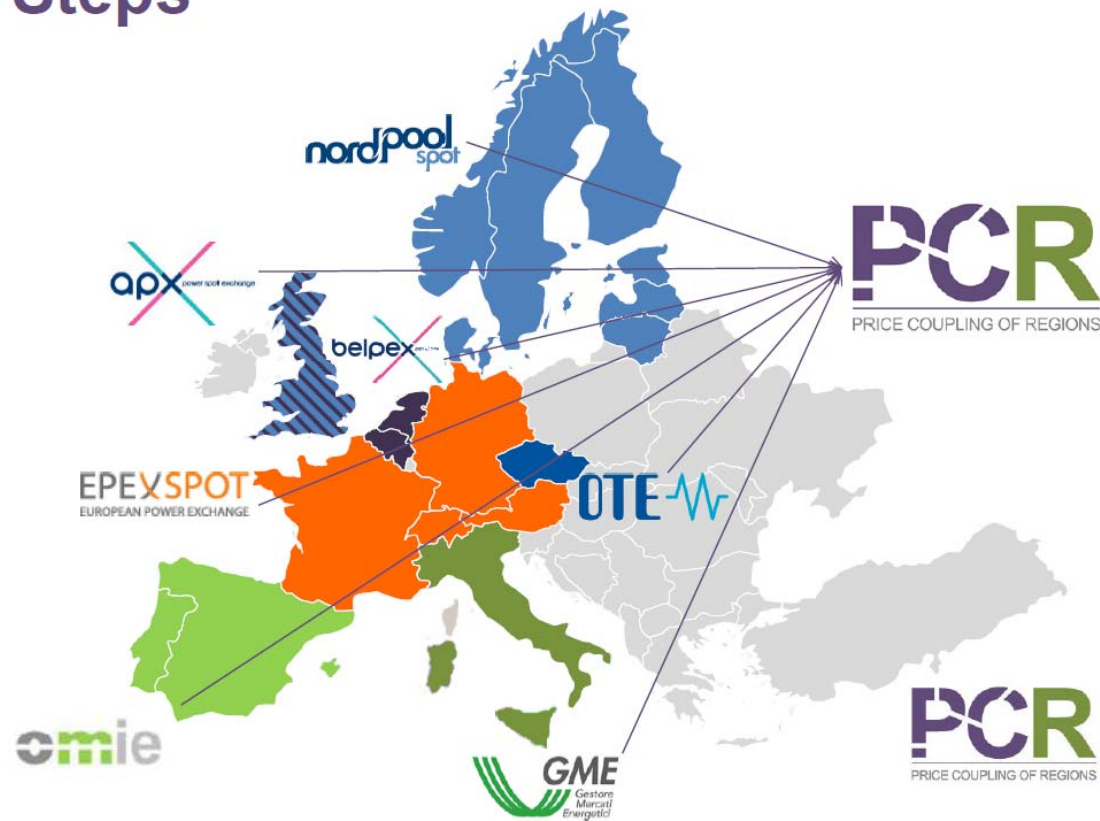 Steps
nordpool
spot
apx power spot exchange
belpex
PCR
PRICE COUPLING OF REGIONS
EPEXSPOT
EUROPEAN POWER EXCHANGE
OTE
omie
GME
Gestore
Mercati
Energetici
PCR
PRICE COUPLING OF REGIONS